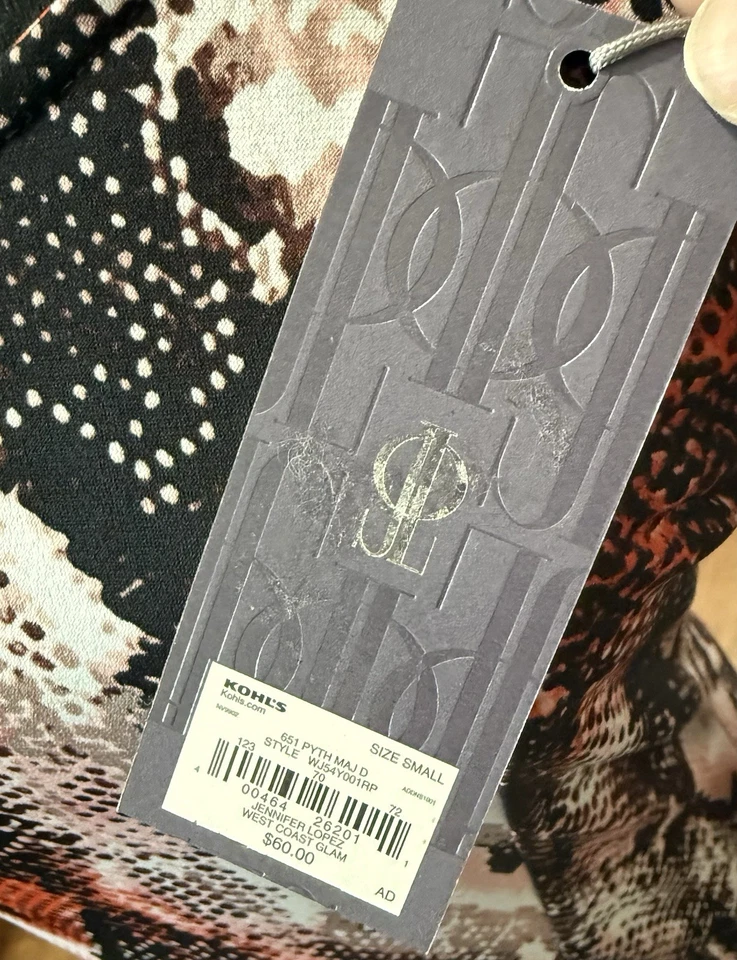 JLO
KOHL'S
Kohls.com
651 PYTH MAJ D
SIZE SMALL
STYLE WJ54Y001RP
123 70 72
4 00464 26201 1
JENNIFER LOPEZ
WEST COAST GLAM
$60.00
AD